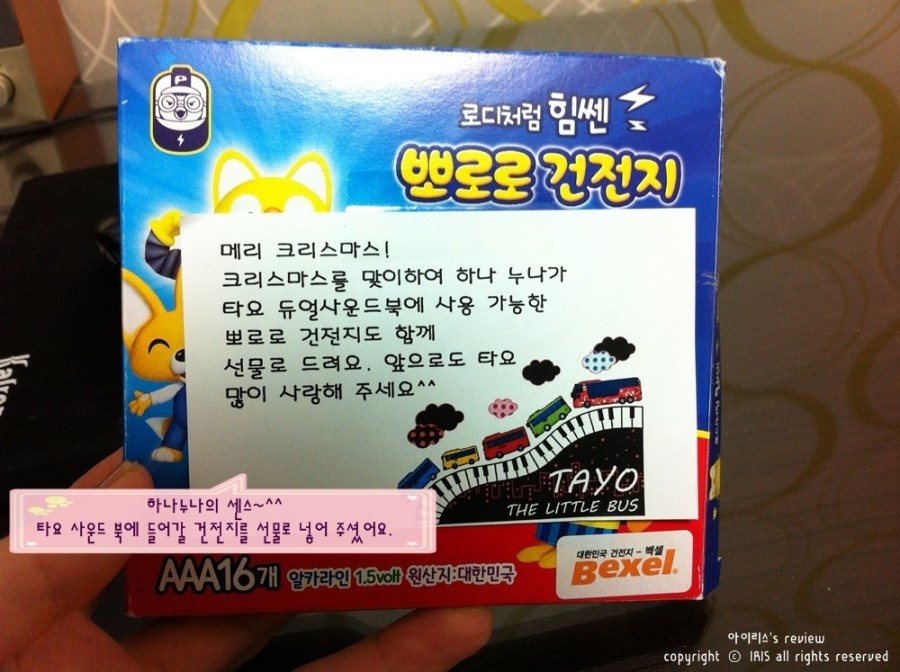 P
로디처럼 힘쎈
뽀로로 건전지
메리 크리스마스!
크리스마스를 맞이하여 하나 누나가
타요 듀얼사운드북에 사용 가능한
뽀로로 건전지도 함께
선물로 드려요. 앞으로도 타요
많이 사랑해 주세요^^
TAYO
THE LITTLE BUS
하나누나의 센스~^^
타요 사운드 북에 들어갈 건전지를 선물로 넣어 주셨어요.
대한민국 건전지 - 벡셀
Bexel.
AAA16개 알카라인 1.5volt 원산지:대한민국
아이리스's review
copyright ⓒ IRIS all rights reserved